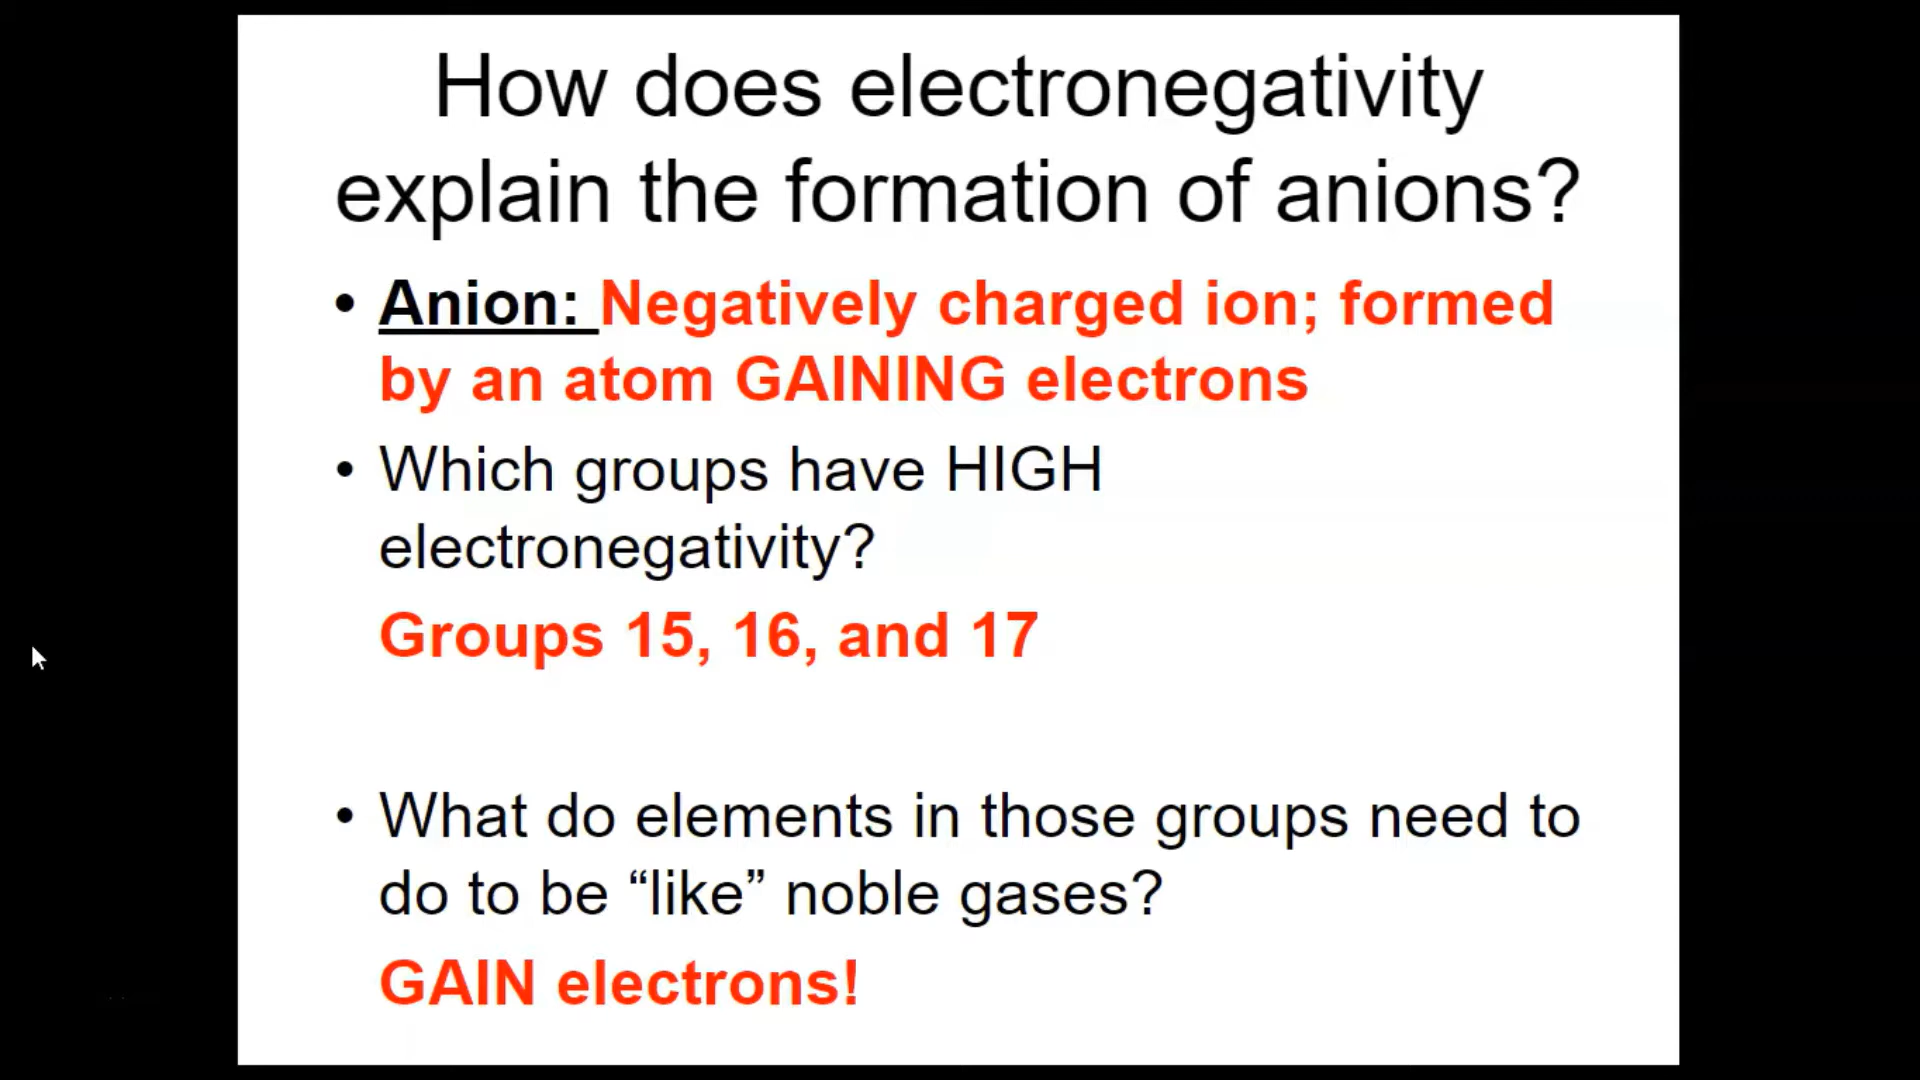 How does electronegativity
explain the formation of anions?
• Anion: Negatively charged ion; formed
by an atom GAINING electrons
• Which groups have HIGH
electronegativity?
Groups 15, 16, and 17
• What do elements in those groups need to
do to be “like” noble gases?
GAIN electrons!